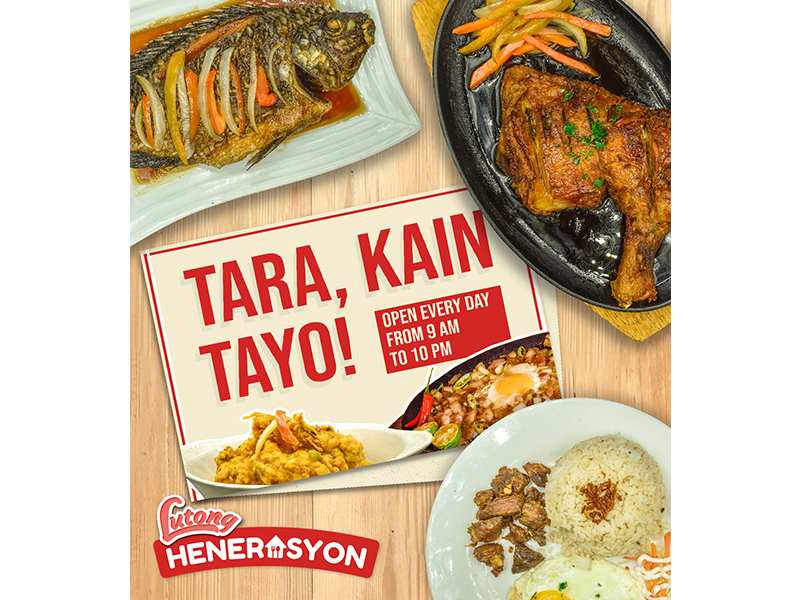 TARA, KAIN
TAYO!
OPEN EVERY DAY
FROM 9 AM
TO 10 PM
Lutong
HENERASYON